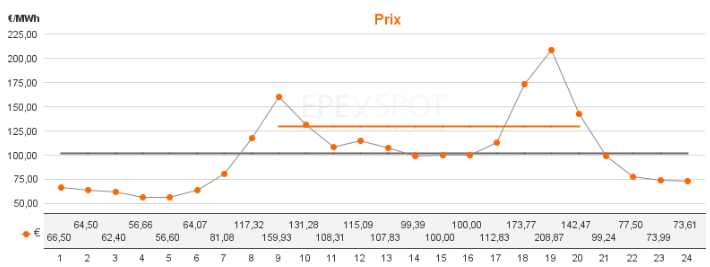 €/MWh
Prix
225,00
200,00
175,00
150,00
125,00
100,00
75,00
50,00
EPEXSPOT
64,50 56,66 64,07 117,32 131,28 115,09 99,39 100,00 173,77 142,47 77,50 73,61
€
66,50 62,40 56,60 81,08 159,93 108,31 107,83 100,00 112,83 208,87 99,24 73,99
1 2 3 4 5 6 7 8 9 10 11 12 13 14 15 16 17 18 19 20 21 22 23 24